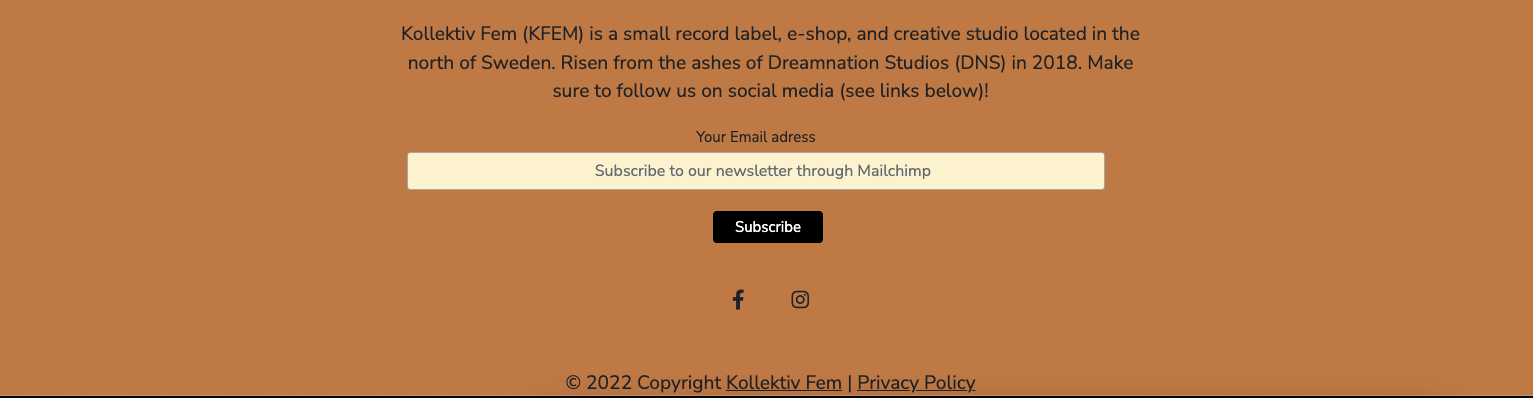 Kollektiv Fem (KFEM) is a small record label, e-shop, and creative studio located in the
north of Sweden. Risen from the ashes of Dreamnation Studios (DNS) in 2018. Make
sure to follow us on social media (see links below)!
Your Email adress
Subscribe to our newsletter through Mailchimp
Subscribe
© 2022 Copyright Kollektiv Fem | Privacy Policy